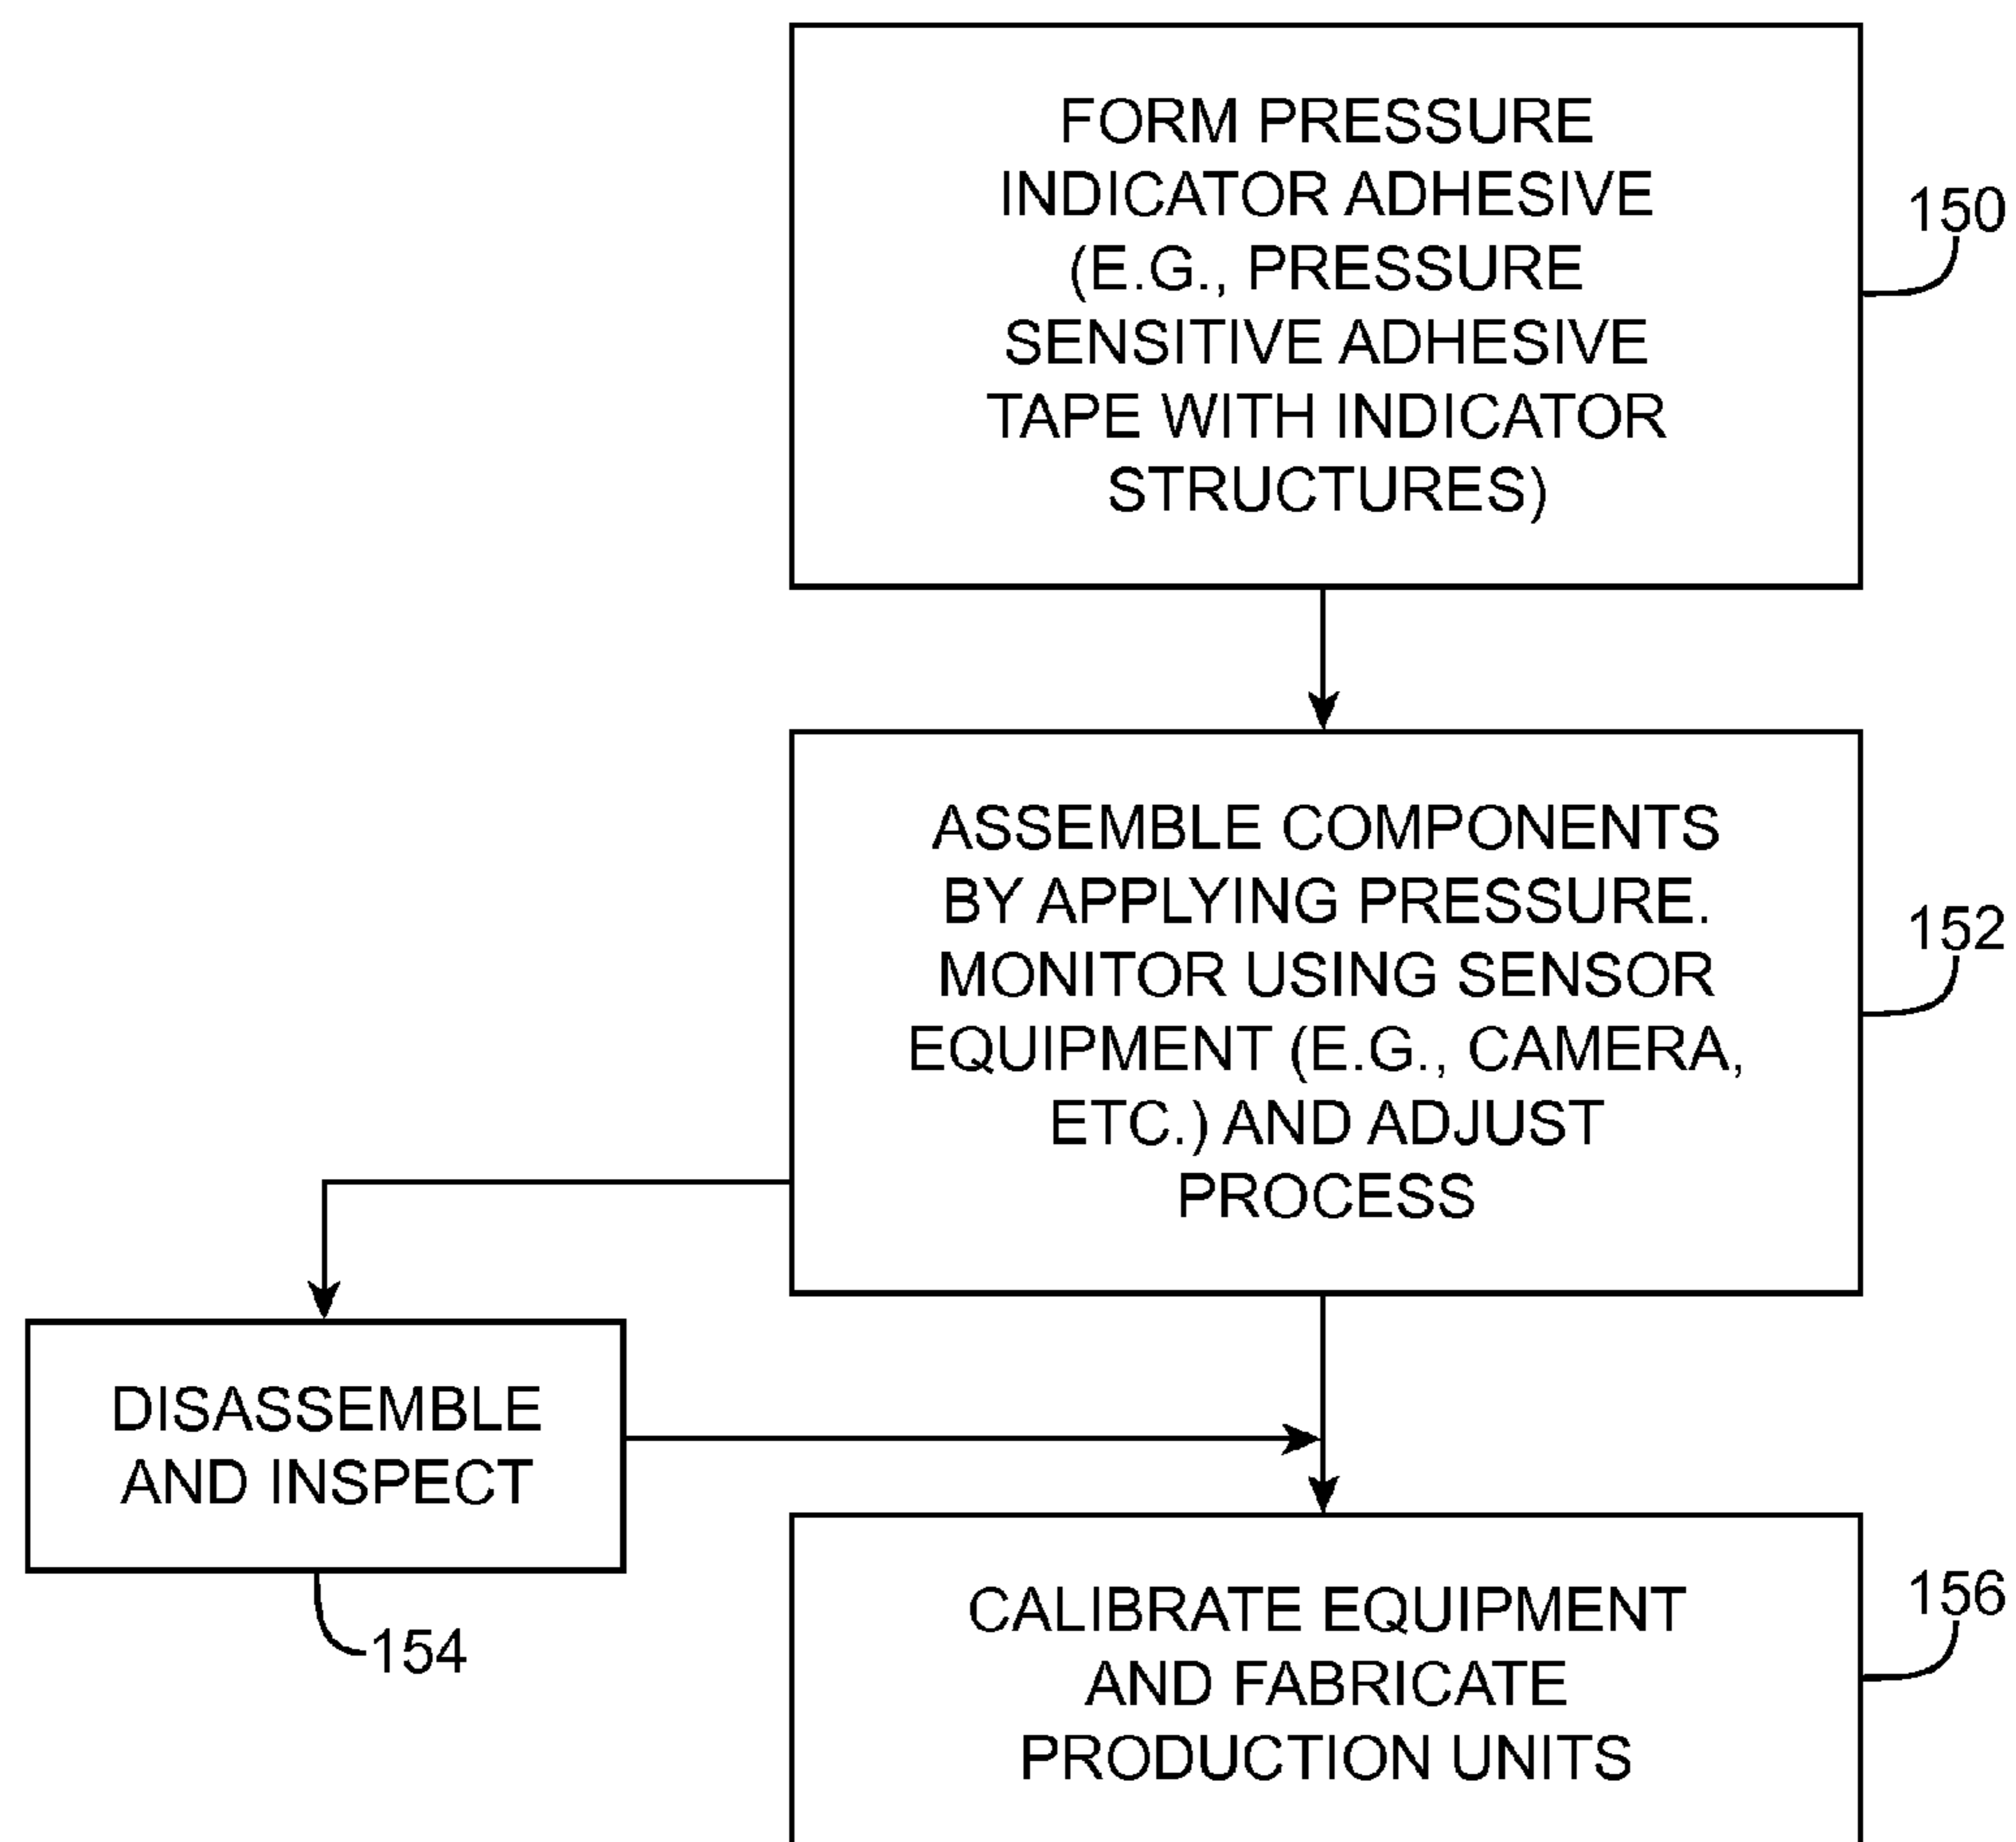 FORM PRESSURE
INDICATOR ADHESIVE
(E.G., PRESSURE
SENSITIVE ADHESIVE
TAPE WITH INDICATOR
STRUCTURES)
150
ASSEMBLE COMPONENTS
BY APPLYING PRESSURE.
MONITOR USING SENSOR
EQUIPMENT (E.G., CAMERA,
ETC.) AND ADJUST
PROCESS
152
DISASSEMBLE
AND INSPECT
154
CALIBRATE EQUIPMENT
AND FABRICATE
PRODUCTION UNITS
156